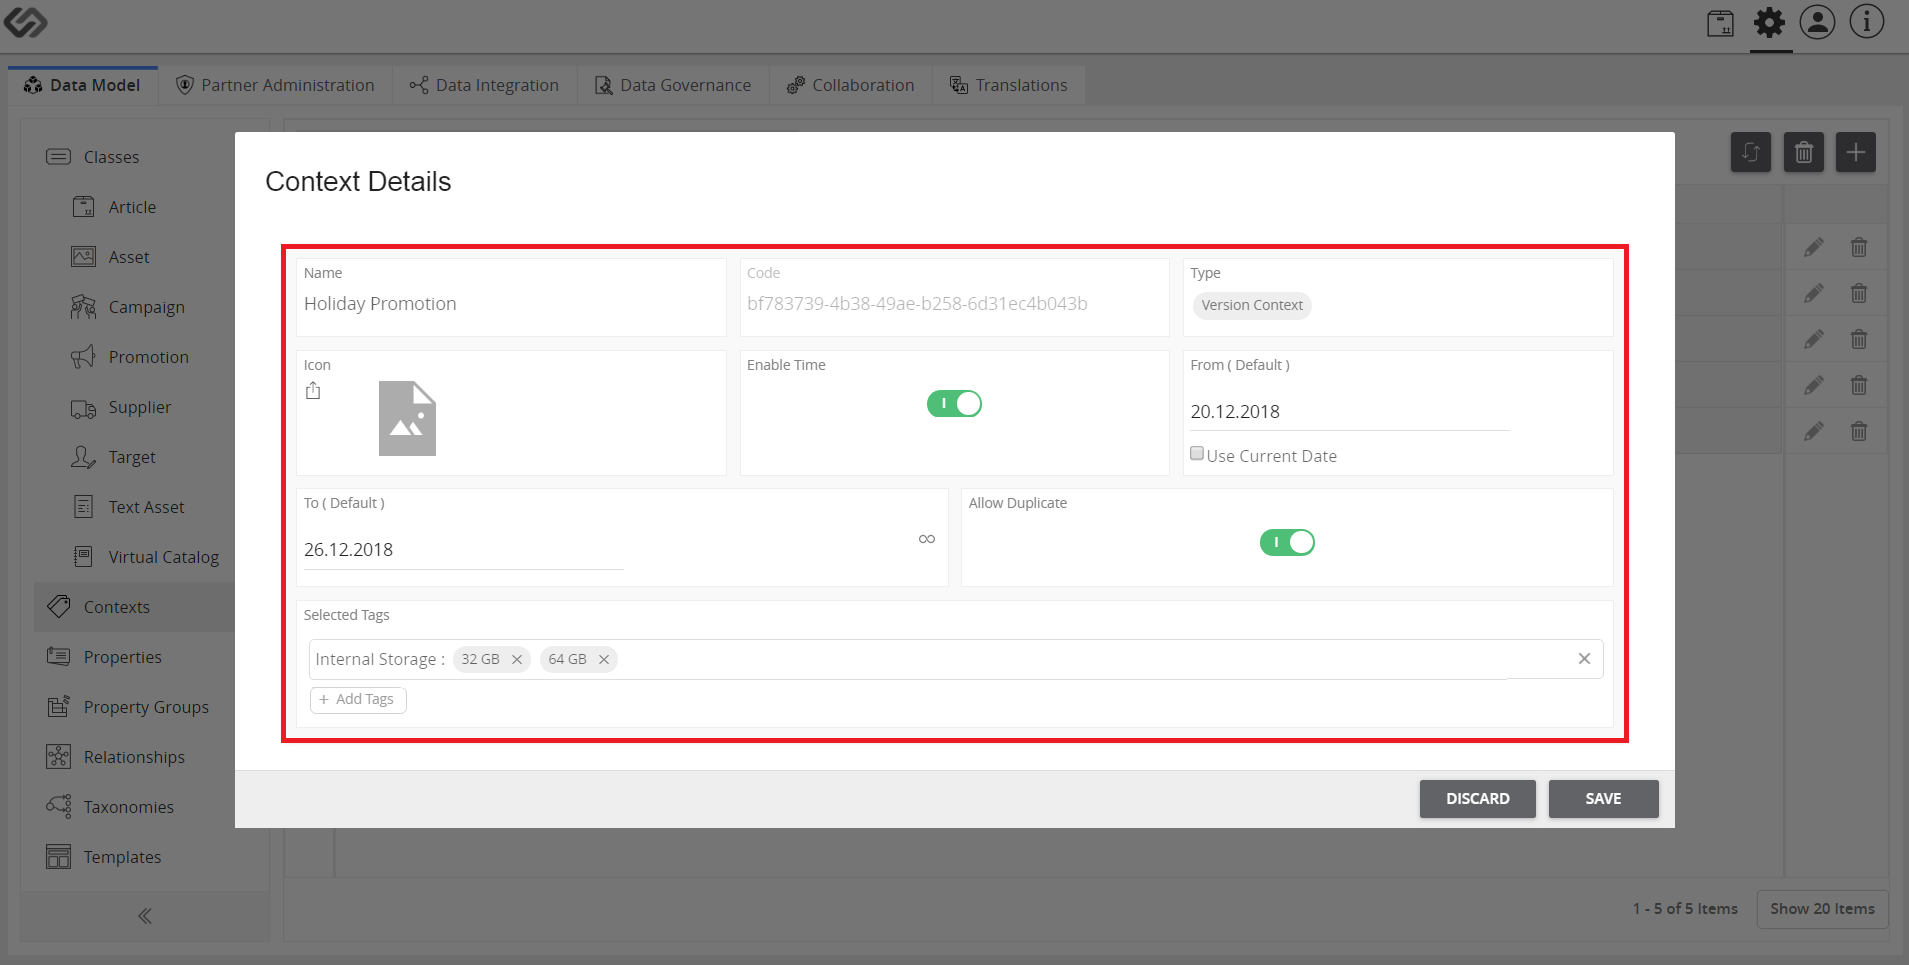 Data Model
Partner Administration
Data Integration
Data Governance
Collaboration
Translations
Classes
Article
Asset
Campaign
Promotion
Supplier
Target
Text Asset
Virtual Catalog
Contexts
Properties
Property Groups
Relationships
Taxonomies
Templates
Context Details
Name
Holiday Promotion
Code
bf783739-4b38-49ae-b258-6d31ec4b043b
Type
Version Context
Icon
Enable Time
From ( Default )
20.12.2018
Use Current Date
To ( Default )
26.12.2018
Allow Duplicate
Selected Tags
Internal Storage : 32 GB 64 GB
+ Add Tags
DISCARD
SAVE
1 - 5 of 5 Items
Show 20 Items